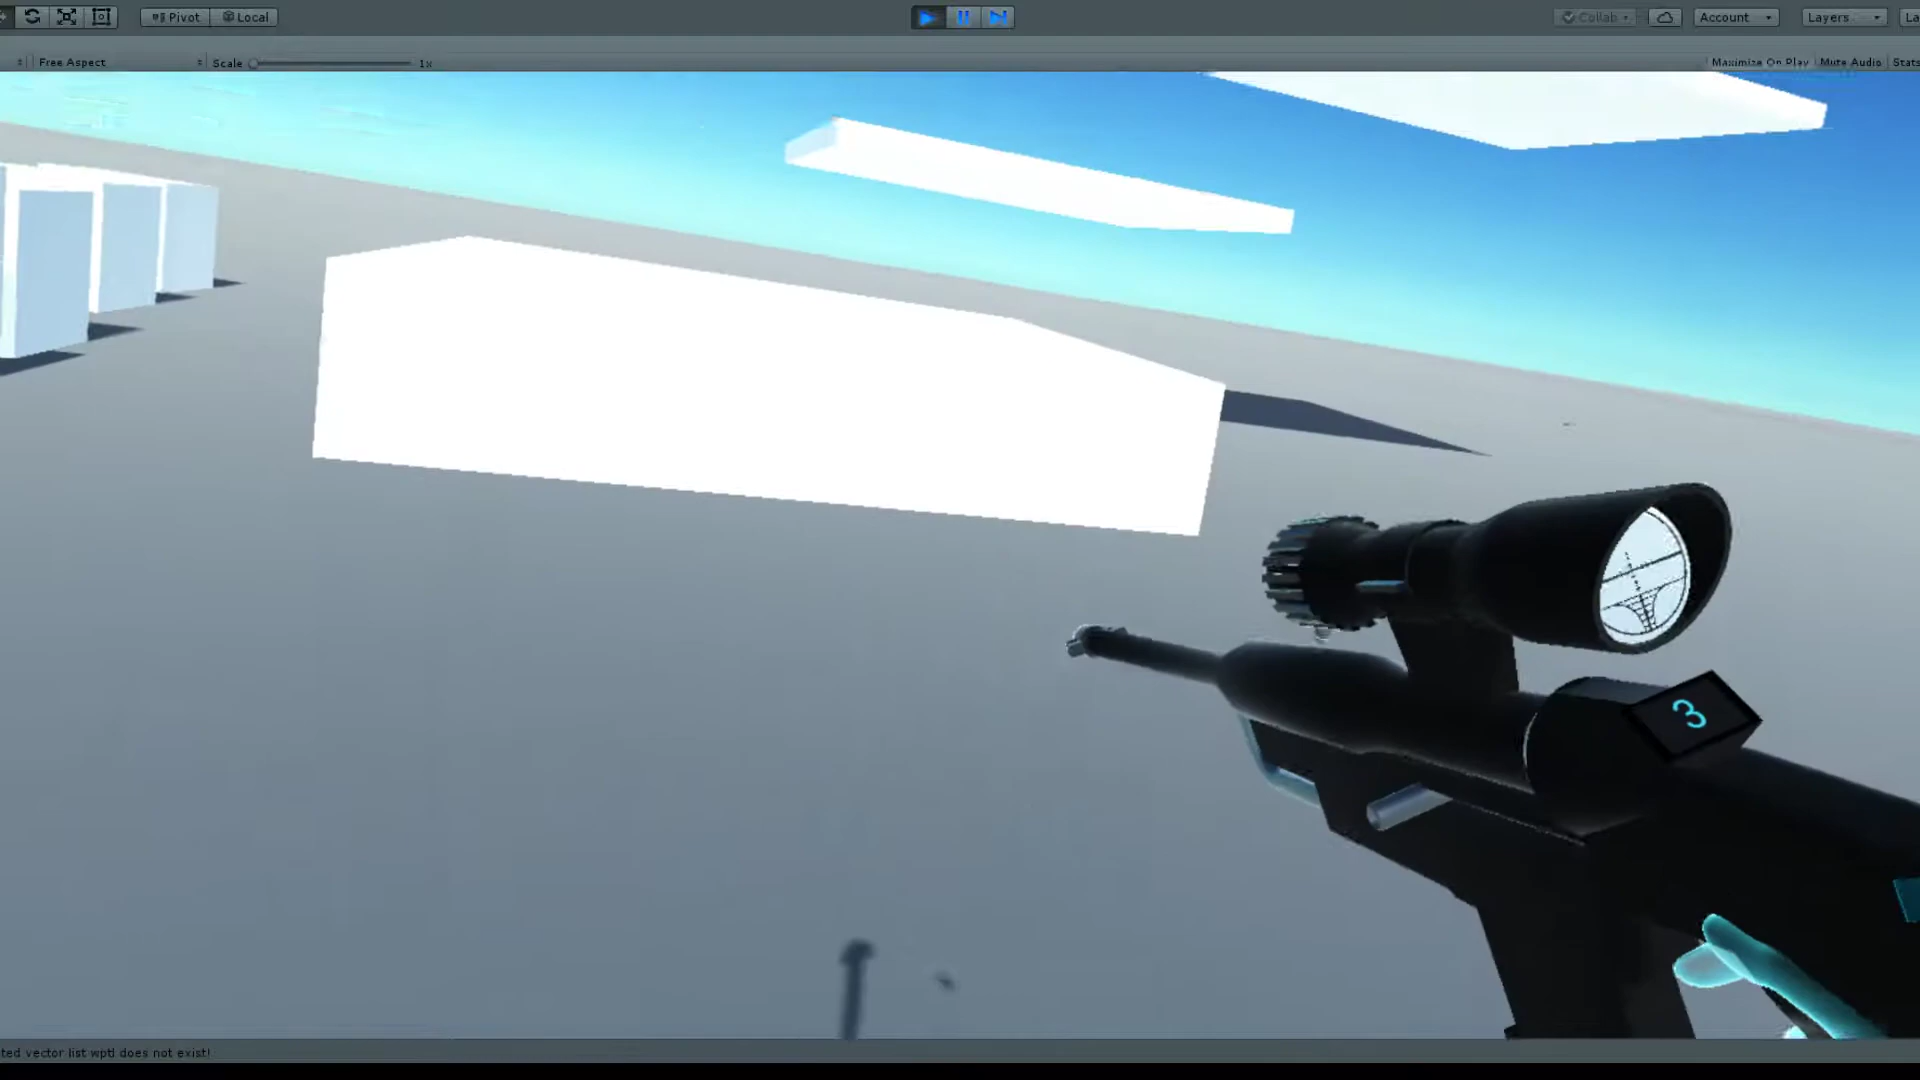 Pivot Local Collab Account Layers La
Free Aspect Scale 1x Maximize On Play Mute Audio Stats
3
ted vector list wptl does not exist!